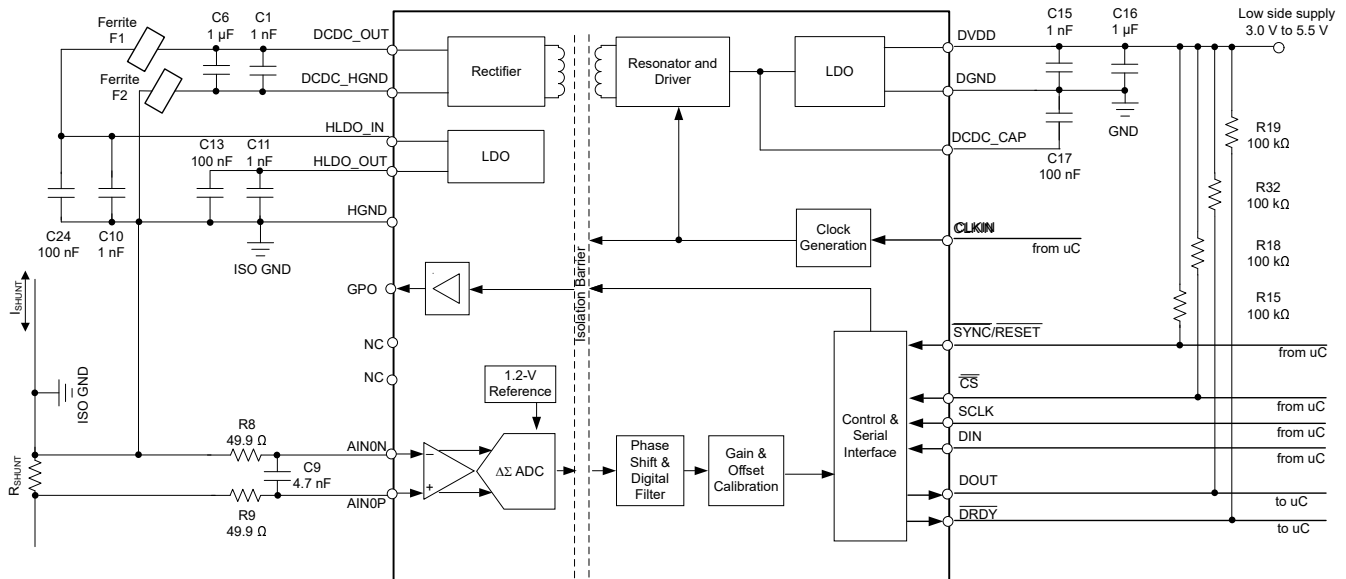 Ferrite
F1
C6
1 µF
C1
1 nF
DCDC_OUT
Ferrite
F2
DCDC_HGND
HLDO_IN
C13
100 nF
C11
1 nF
HLDO_OUT
HGND
C24
100 nF
C10
1 nF
ISO GND
Rectifier
LDO
Resonator and
Driver
LDO
DVDD
DGND
DCDC_CAP
C15
1 nF
C16
1 µF
Low side supply
3.0 V to 5.5 V
GND
C17
100 nF
R19
100 kΩ
R32
100 kΩ
R18
100 kΩ
R15
100 kΩ
Clock
Generation
CLKIN
from uC
Isolation Barrier
GPO
NC
NC
ISHUNT
ISO GND
RSHUNT
R8
49.9 Ω
C9
4.7 nF
R9
49.9 Ω
AIN0N
AIN0P
1.2-V
Reference
−
+
ΔΣ ADC
Phase
Shift &
Digital
Filter
Gain &
Offset
Calibration
Control &
Serial
Interface
SYNC/RESET
from uC
CS
from uC
SCLK
from uC
DIN
from uC
DOUT
to uC
DRDY
to uC